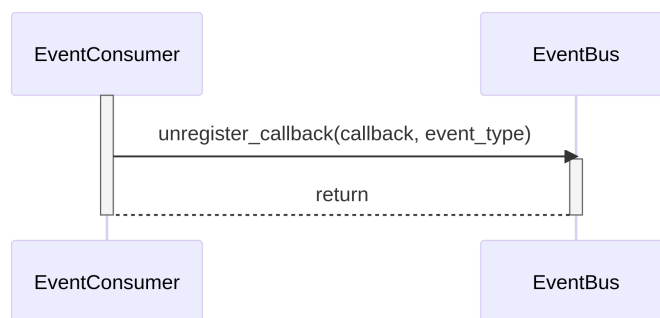 EventConsumer
EventBus
unregister_callback(callback, event_type)
return
EventConsumer
EventBus